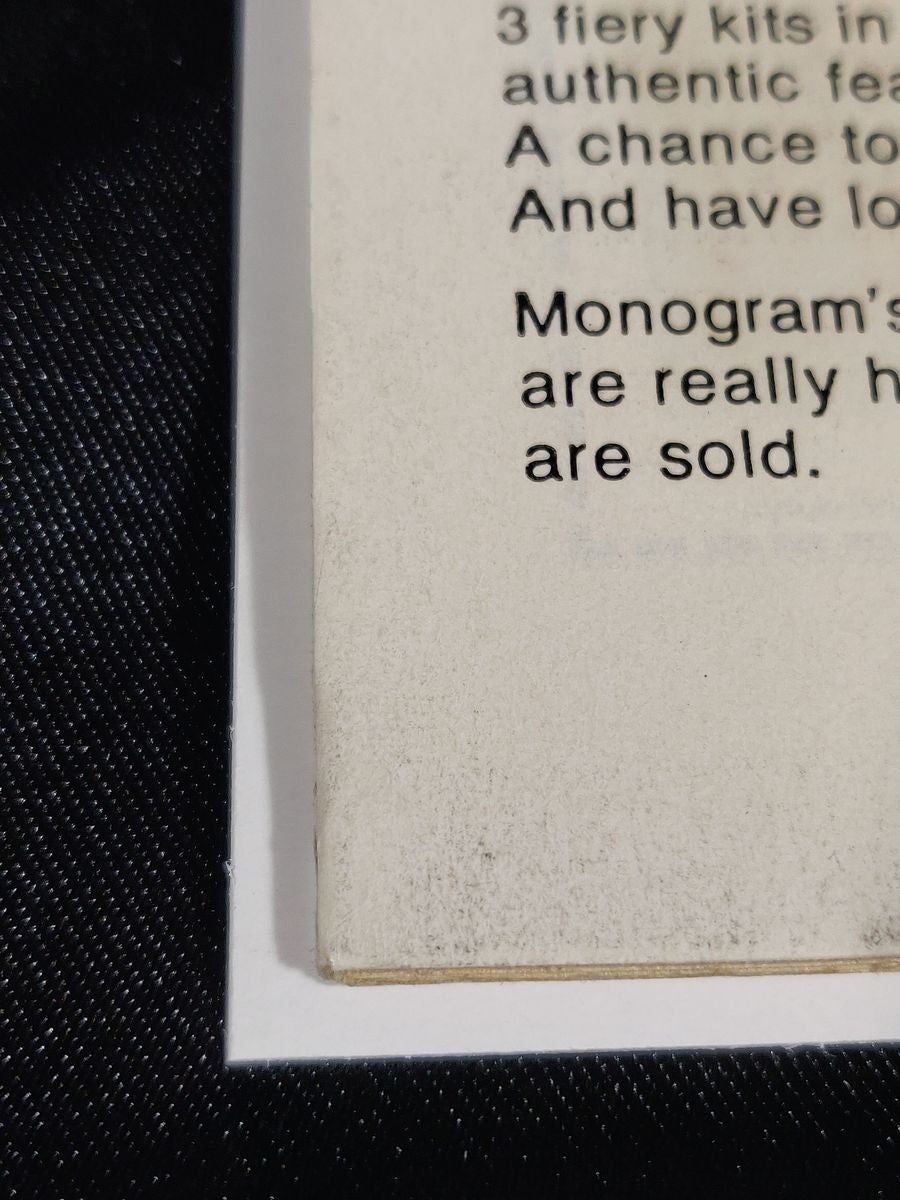 3 fiery kits in
authentic fea
A chance to
And have lo
Monogram's
are really h
are sold.